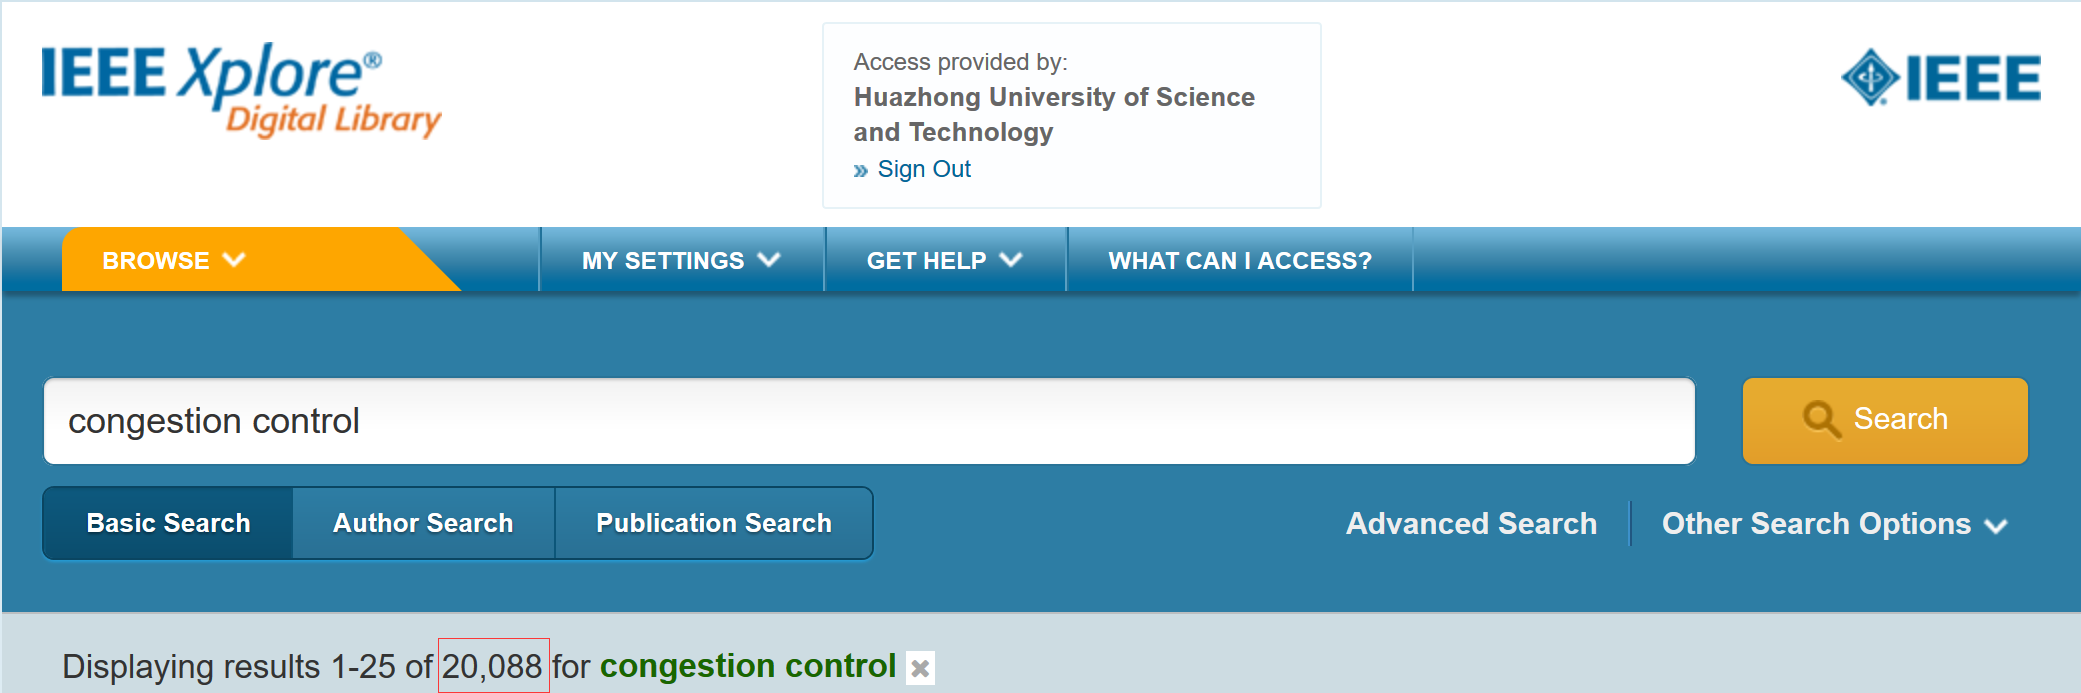 IEEE Xplore®
Digital Library
Access provided by:
Huazhong University of Science
and Technology
» Sign Out
IEEE
BROWSE
MY SETTINGS
GET HELP
WHAT CAN I ACCESS?
congestion control
Search
Basic Search
Author Search
Publication Search
Advanced Search
Other Search Options
Displaying results 1-25 of 20,088 for congestion control